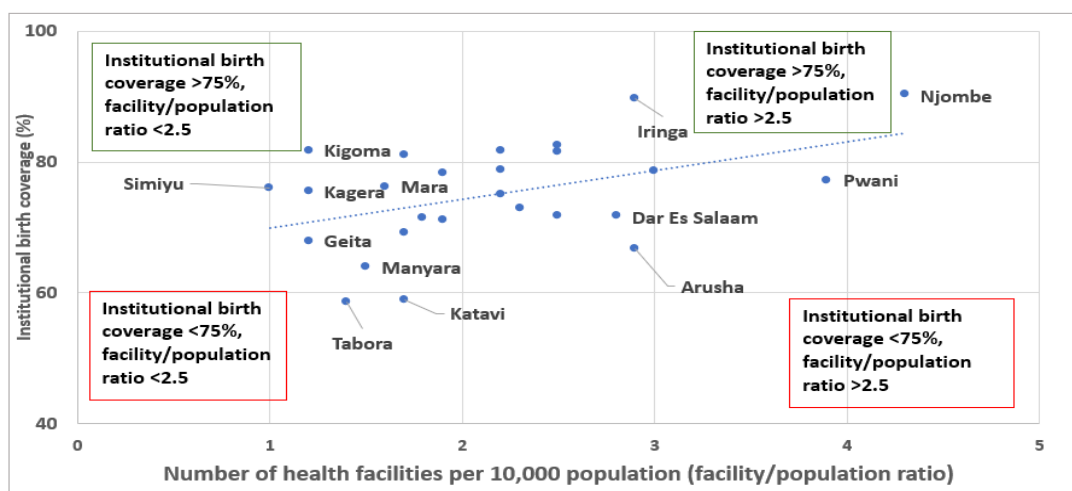 100
80
60
40
Institutional birth coverage (%)
Institutional birth
coverage >75%,
facility/population
ratio <2.5
Institutional birth
coverage >75%,
facility/population
ratio >2.5
Njombe
Iringa
Kigoma
Simiyu
Kagera
Mara
Pwani
Dar Es Salaam
Geita
Manyara
Arusha
Katavi
Tabora
Institutional birth
coverage <75%,
facility/population
ratio <2.5
Institutional birth
coverage <75%,
facility/population
ratio >2.5
0
1
2
3
4
5
Number of health facilities per 10,000 population (facility/population ratio)